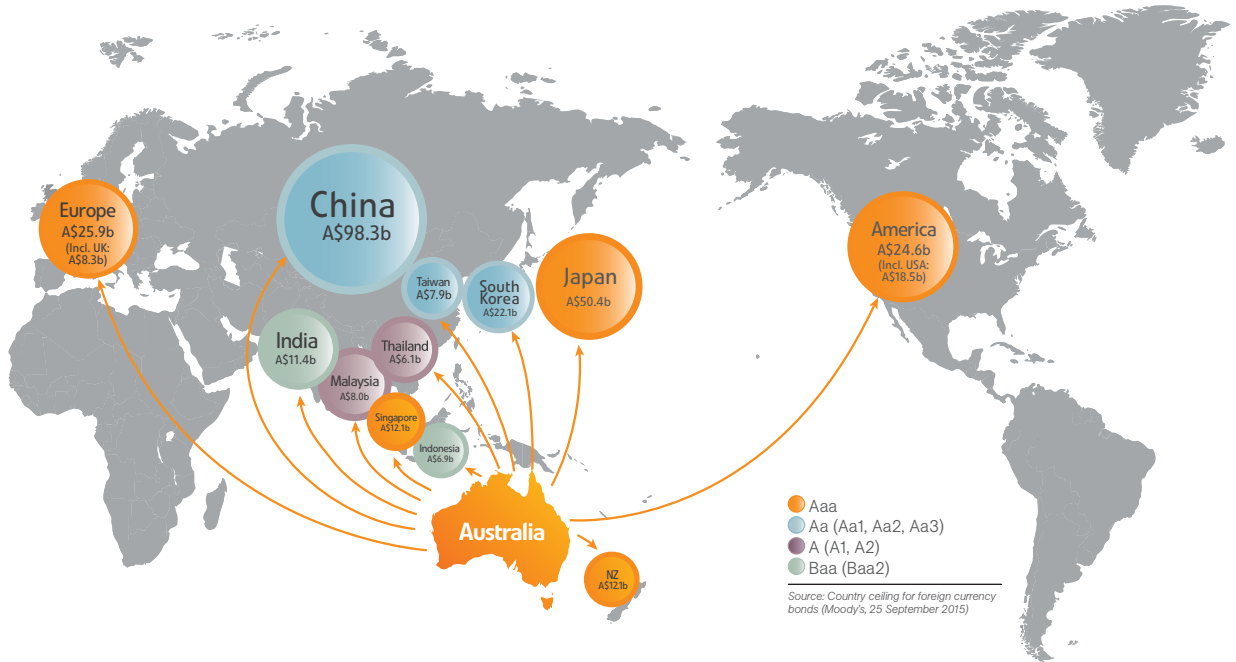 Europe
A$25.9b
(Incl. UK:
A$8.3b)
China
A$98.3b
Taiwan
A$7.9b
South
Korea
A$22.1b
Japan
A$50.4b
America
A$24.6b
(Incl. USA:
A$18.5b)
India
A$11.4b
Thailand
A$6.1b
Malaysia
A$8.0b
Singapore
A$12.1b
Indonesia
A$6.9b
Australia
NZ
A$12.1b
Aaa
Aa (Aa1, Aa2, Aa3)
A (A1, A2)
Baa (Baa2)
Source: Country ceiling for foreign currency
bonds (Moody's, 25 September 2015)